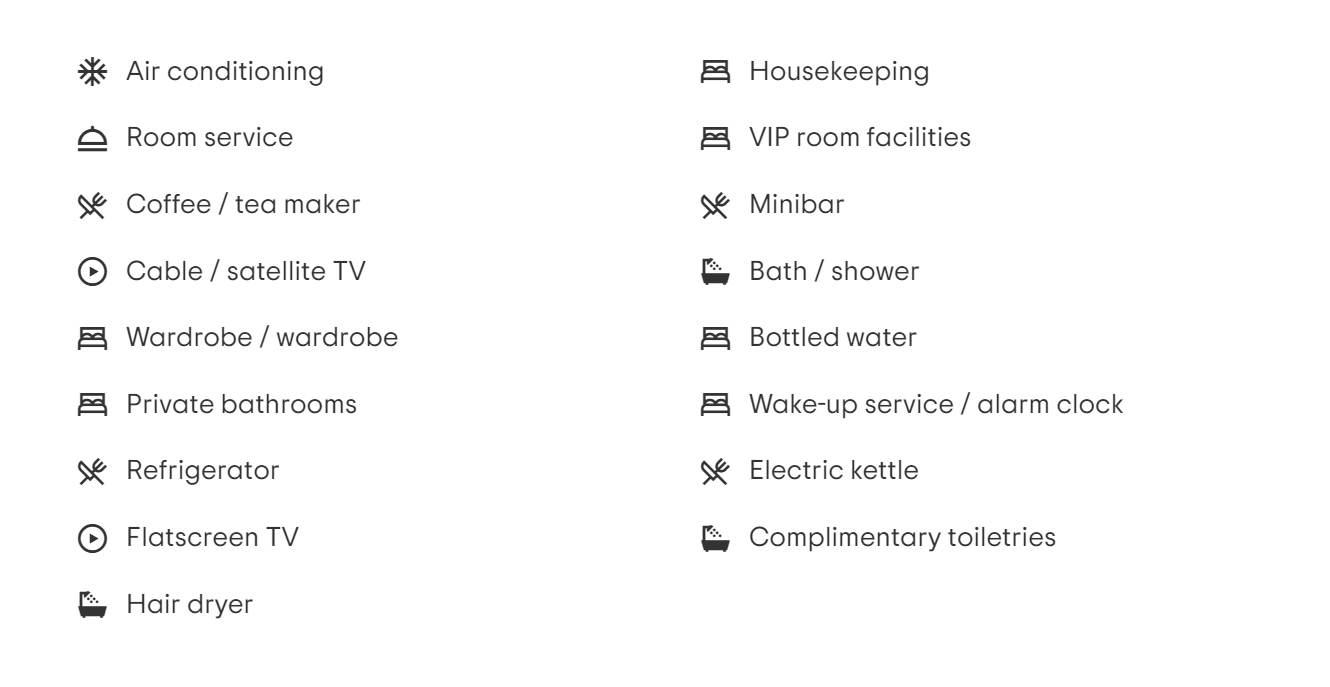 Air conditioning
Room service
Coffee / tea maker
Cable / satellite TV
Wardrobe / wardrobe
Private bathrooms
Refrigerator
Flatscreen TV
Hair dryer
Housekeeping
VIP room facilities
Minibar
Bath / shower
Bottled water
Wake-up service / alarm clock
Electric kettle
Complimentary toiletries